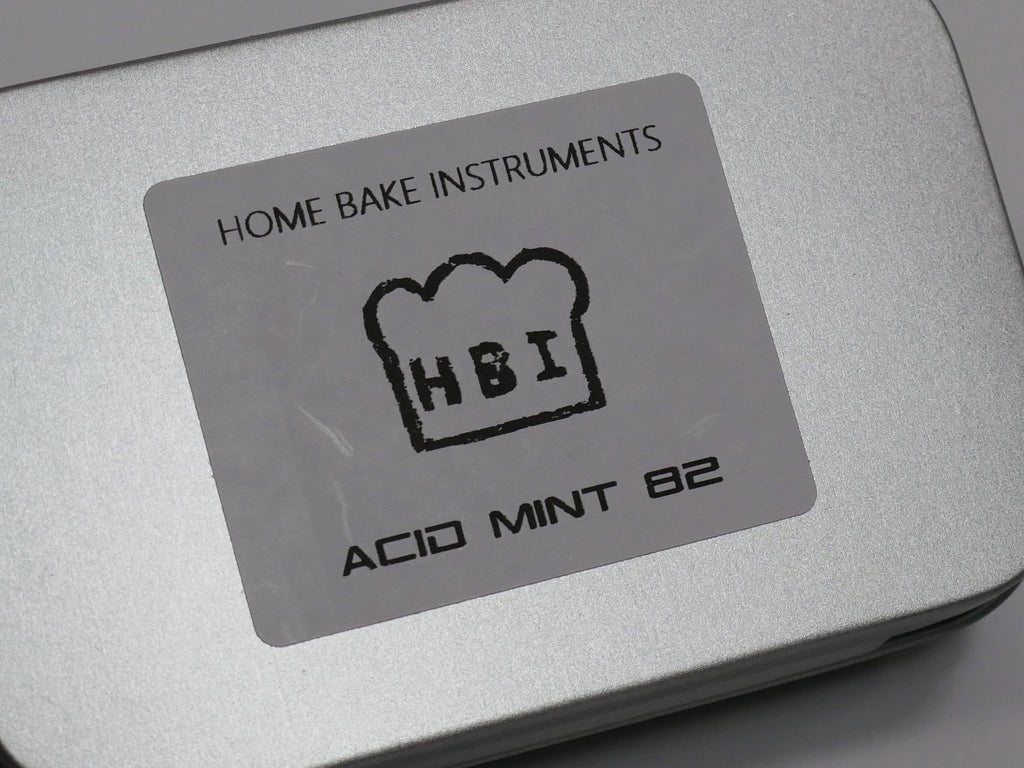 HOME BAKE INSTRUMENTS
HBI
ACID MINT 82